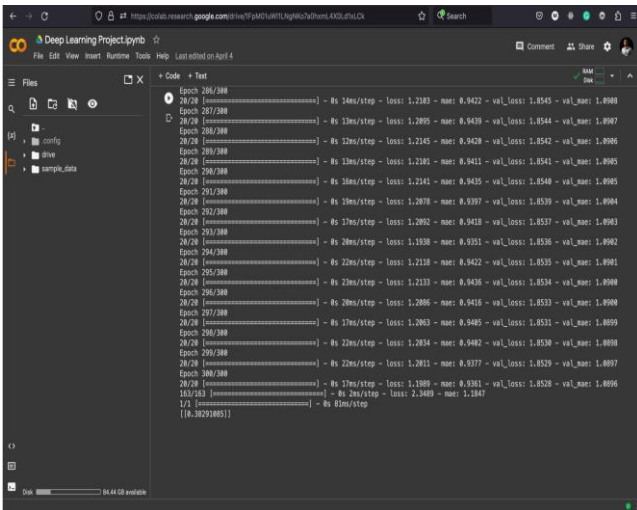 https://colab.research.google.com/drive/
Search
Deep Learning Project.ipynb
Comment
Share
File Edit View Insert Runtime Tools Help Last edited on April 4
Files
+ Code + Text
RAM
Disk
..
.config
drive
sample_data
Epoch 286/300
20/20 [==============================] - 0s 14ms/step - loss: 1.2103 - mae: 0.9422 - val_loss: 1.8545 - val_mae: 1.0908
Epoch 287/300
20/20 [==============================] - 0s 13ms/step - loss: 1.2095 - mae: 0.9439 - val_loss: 1.8544 - val_mae: 1.0907
Epoch 288/300
20/20 [==============================] - 0s 12ms/step - loss: 1.2145 - mae: 0.9420 - val_loss: 1.8542 - val_mae: 1.0906
Epoch 289/300
20/20 [==============================] - 0s 13ms/step - loss: 1.2101 - mae: 0.9411 - val_loss: 1.8541 - val_mae: 1.0905
Epoch 290/300
20/20 [==============================] - 0s 16ms/step - loss: 1.2141 - mae: 0.9435 - val_loss: 1.8540 - val_mae: 1.0905
Epoch 291/300
20/20 [==============================] - 0s 19ms/step - loss: 1.2078 - mae: 0.9397 - val_loss: 1.8539 - val_mae: 1.0904
Epoch 292/300
20/20 [==============================] - 0s 17ms/step - loss: 1.2092 - mae: 0.9418 - val_loss: 1.8537 - val_mae: 1.0903
Epoch 293/300
20/20 [==============================] - 0s 20ms/step - loss: 1.1938 - mae: 0.9351 - val_loss: 1.8536 - val_mae: 1.0902
Epoch 294/300
20/20 [==============================] - 0s 22ms/step - loss: 1.2118 - mae: 0.9422 - val_loss: 1.8535 - val_mae: 1.0901
Epoch 295/300
20/20 [==============================] - 0s 23ms/step - loss: 1.2133 - mae: 0.9436 - val_loss: 1.8534 - val_mae: 1.0900
Epoch 296/300
20/20 [==============================] - 0s 20ms/step - loss: 1.2086 - mae: 0.9416 - val_loss: 1.8533 - val_mae: 1.0900
Epoch 297/300
20/20 [==============================] - 0s 17ms/step - loss: 1.2063 - mae: 0.9405 - val_loss: 1.8531 - val_mae: 1.0899
Epoch 298/300
20/20 [==============================] - 0s 22ms/step - loss: 1.2034 - mae: 0.9402 - val_loss: 1.8530 - val_mae: 1.0898
Epoch 299/300
20/20 [==============================] - 0s 22ms/step - loss: 1.2011 - mae: 0.9377 - val_loss: 1.8529 - val_mae: 1.0897
Epoch 300/300
20/20 [==============================] - 0s 17ms/step - loss: 1.1989 - mae: 0.9361 - val_loss: 1.8528 - val_mae: 1.0896
163/163 [==============================] - 0s 2ms/step - loss: 2.3489 - mae: 1.1847
1/1 [==============================] - 0s 81ms/step
[[0.38291085]]
Disk
84.44 GB available